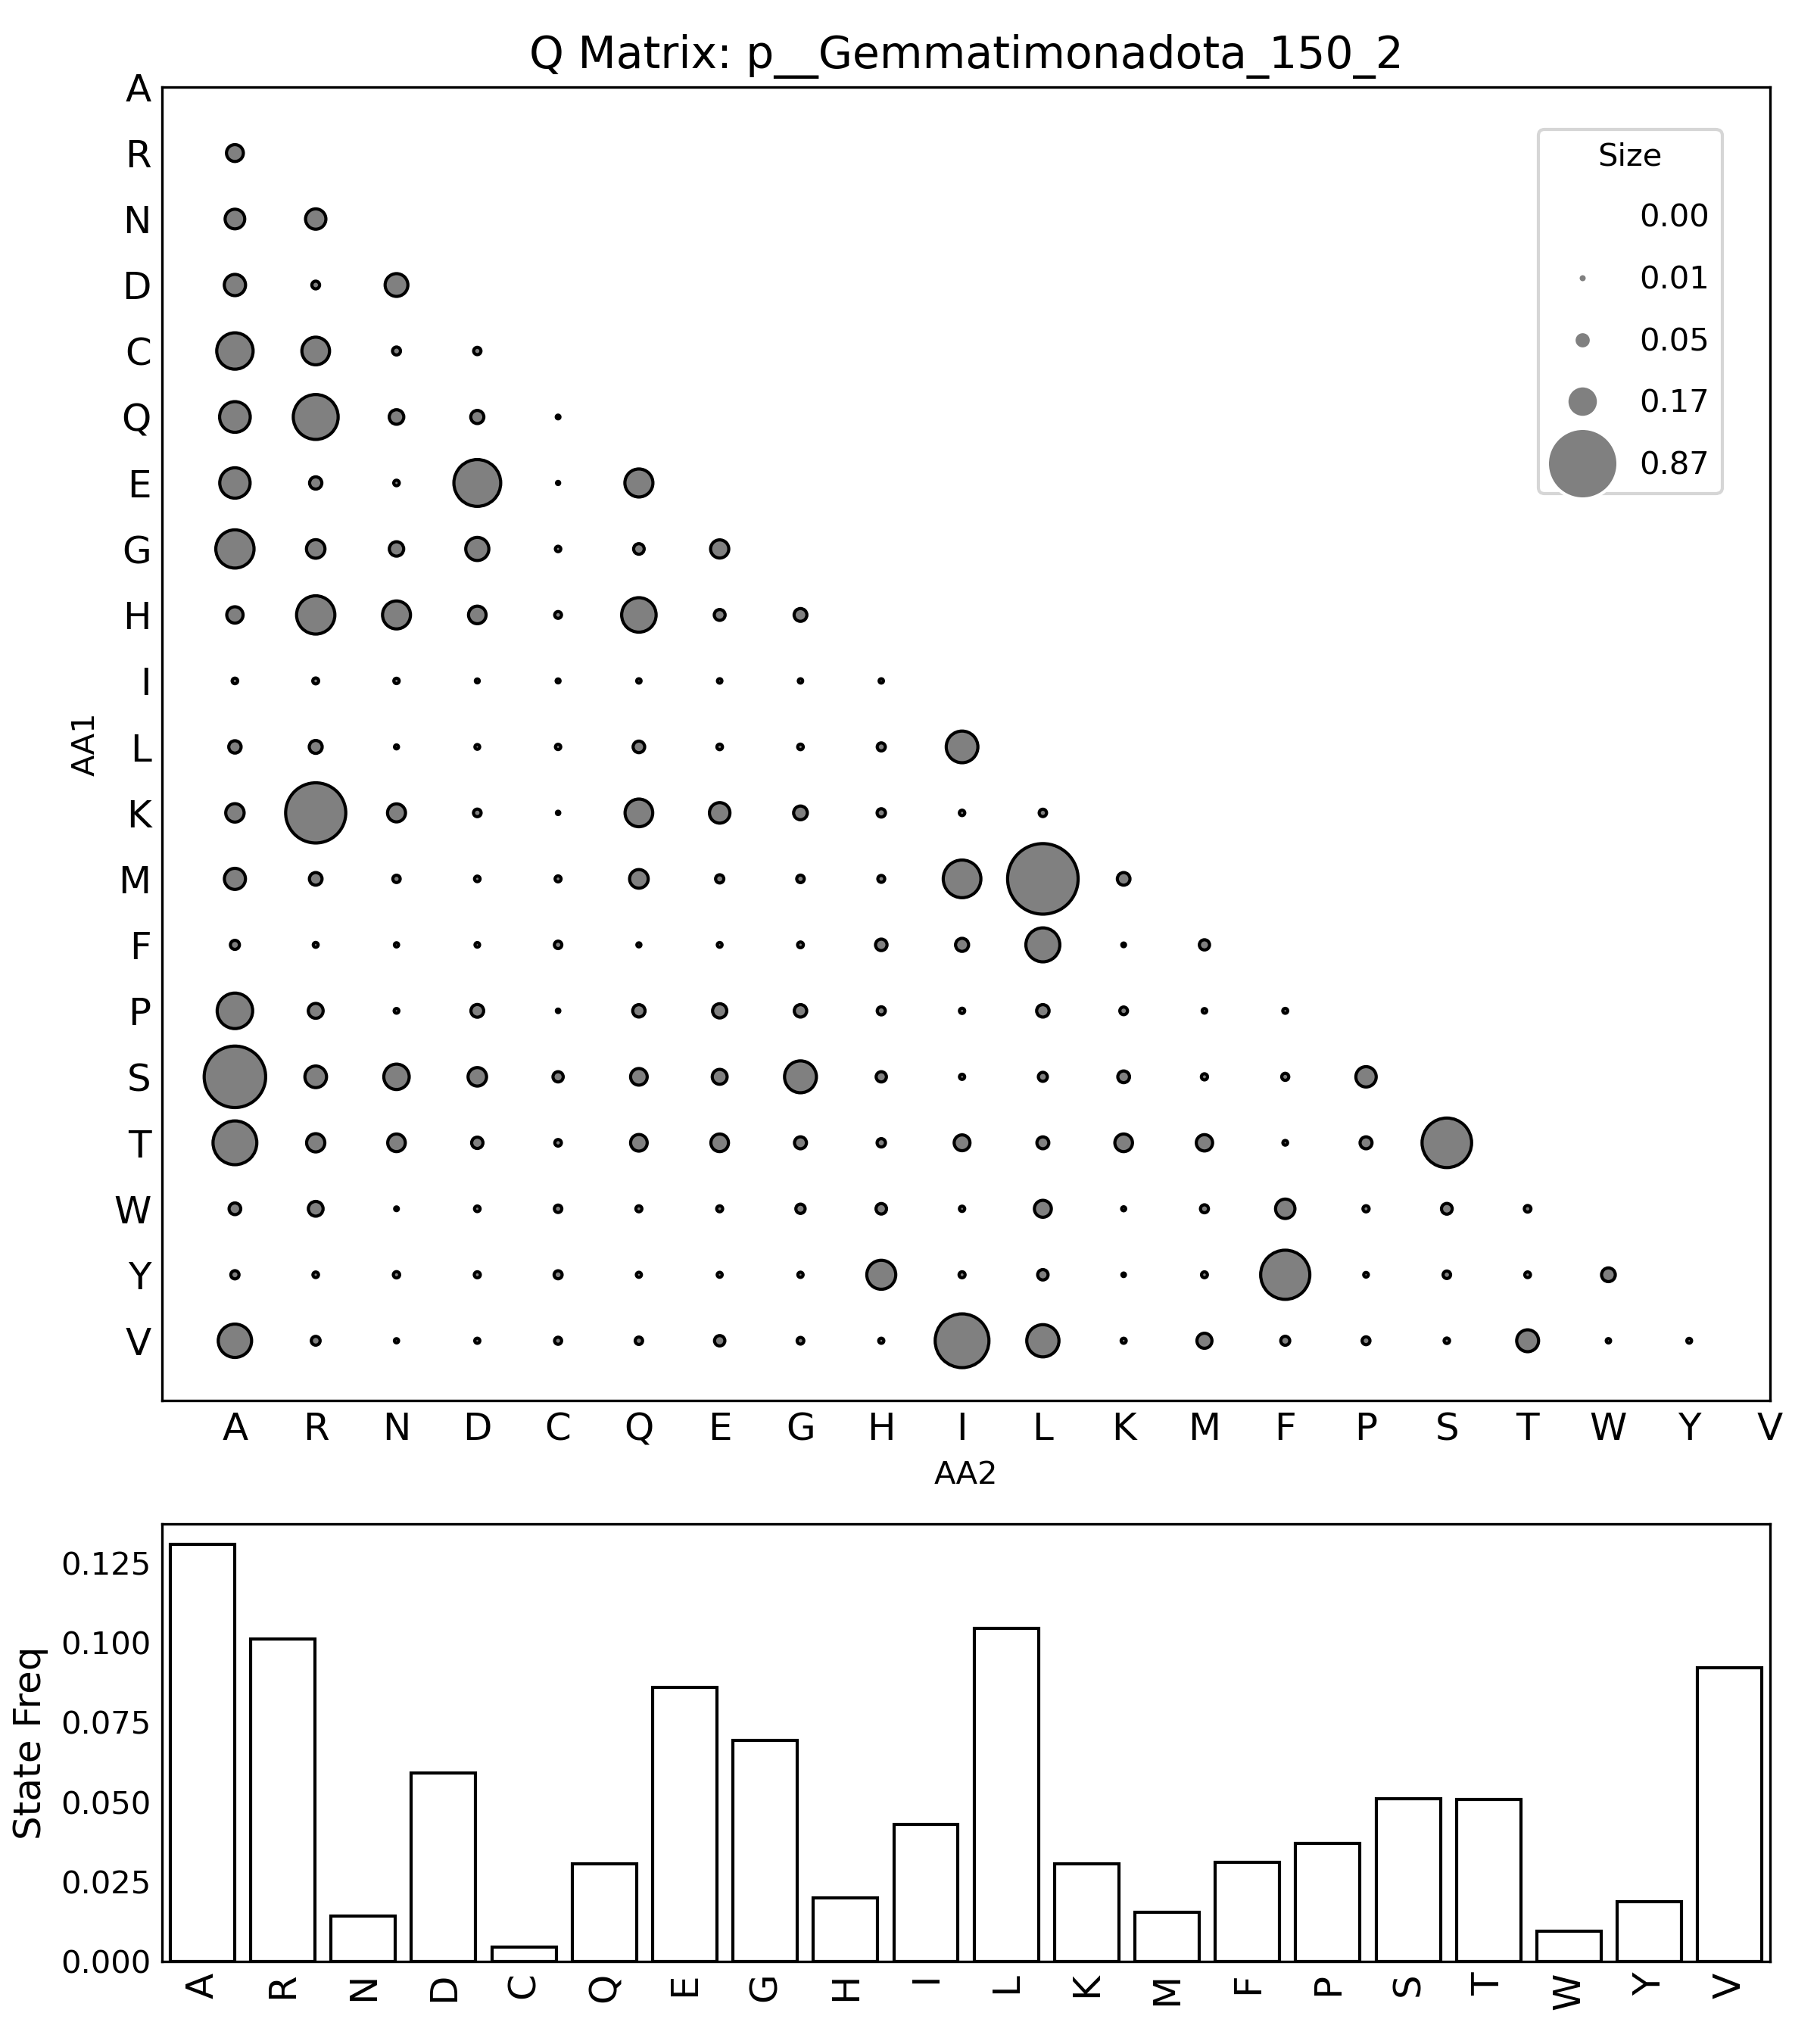 Q Matrix: p__Gemmatimonadota_150_2
A
R
N
D
C
Q
E
G
H
I
L
K
M
F
P
S
T
W
Y
V
AA1
Size
0.00
0.01
0.05
0.17
0.87
A R N D C Q E G H I L K M F P S T W Y V
AA2
State Freq
0.125
0.100
0.075
0.050
0.025
0.000
A R N D C Q E G H I L K M F P S T W Y V